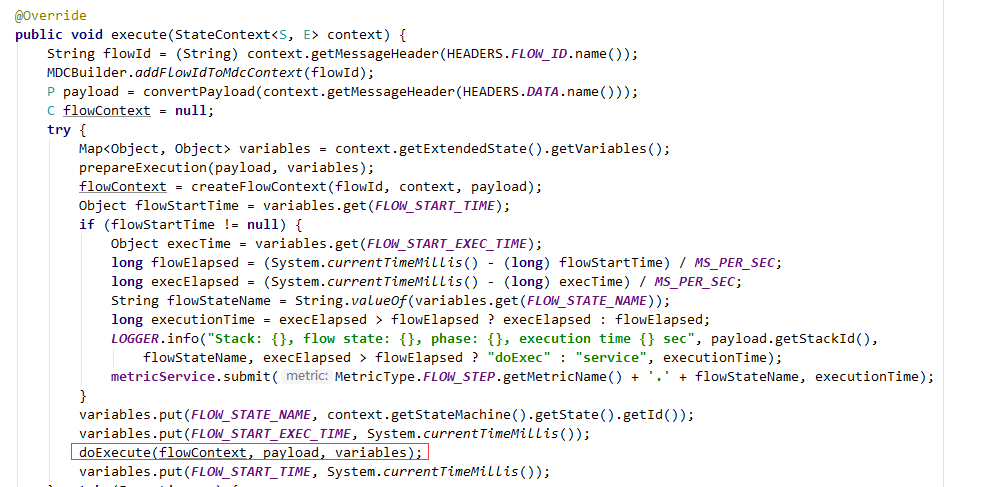 @Override
public void execute(StateContext<S, E> context) {
String flowId = (String) context.getMessageHeader(HEADERS.FLOW_ID.name());
MDCBuilder.addFlowIdToMdcContext(flowId);
P payload = convertPayload(context.getMessageHeader(HEADERS.DATA.name()));
C flowContext = null;
try {
Map<Object, Object> variables = context.getExtendedState().getVariables();
prepareExecution(payload, variables);
flowContext = createFlowContext(flowId, context, payload);
Object flowStartTime = variables.get(FLOW_START_TIME);
if (flowStartTime != null) {
Object execTime = variables.get(FLOW_START_EXEC_TIME);
long flowElapsed = (System.currentTimeMillis() - (long) flowStartTime) / MS_PER_SEC;
long execElapsed = (System.currentTimeMillis() - (long) execTime) / MS_PER_SEC;
String flowStateName = String.valueOf(variables.get(FLOW_STATE_NAME));
long executionTime = execElapsed > flowElapsed ? execElapsed : flowElapsed;
LOGGER.info("Stack: {}, flow state: {}, phase: {}, execution time {} sec", payload.getStackId(),
flowStateName, execElapsed > flowElapsed ? "doExec" : "service", executionTime);
metricService.submit( metric: MetricType.FLOW_STEP.getMetricName() + '.' + flowStateName, executionTime);
}
variables.put(FLOW_STATE_NAME, context.getStateMachine().getState().getId());
variables.put(FLOW_START_EXEC_TIME, System.currentTimeMillis());
doExecute(flowContext, payload, variables);
variables.put(FLOW_START_TIME, System.currentTimeMillis());